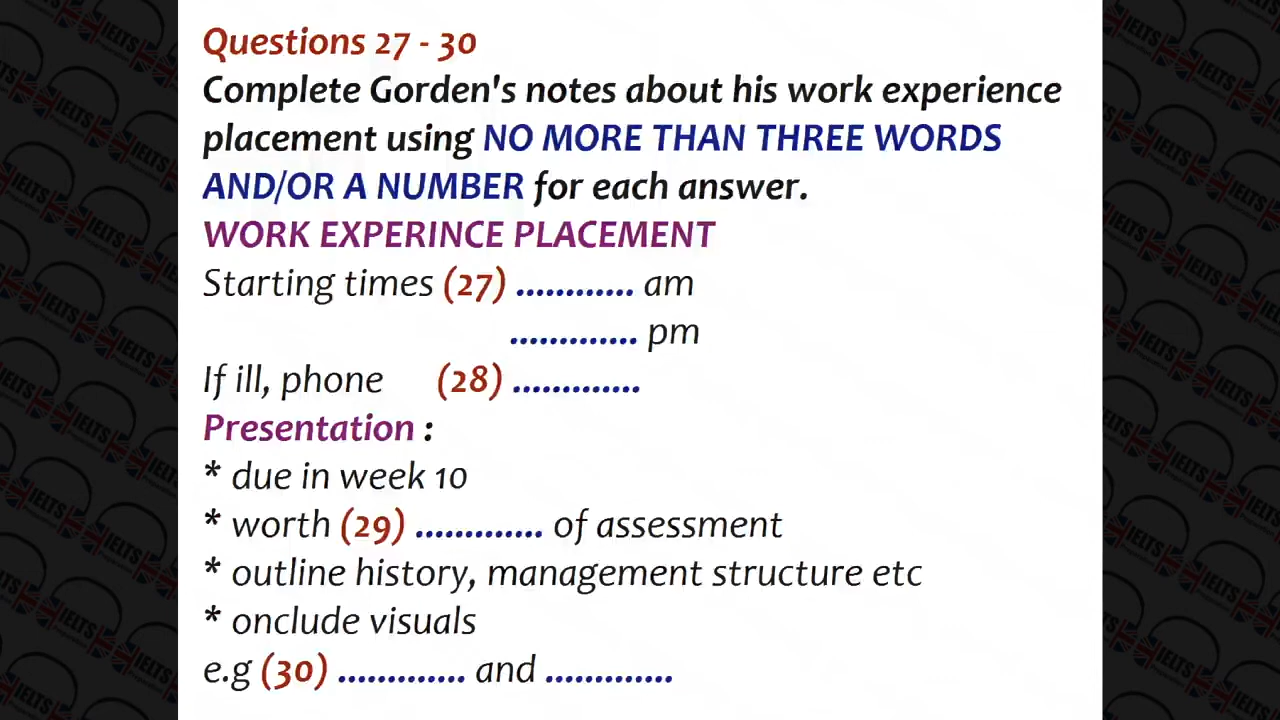 Questions 27 - 30
Complete Gorden's notes about his work experience
placement using NO MORE THAN THREE WORDS
AND/OR A NUMBER for each answer.
WORK EXPERINCE PLACEMENT
Starting times (27) ............ am
............. pm
If ill, phone (28) .............
Presentation :
* due in week 10
* worth (29) ............. of assessment
* outline history, management structure etc
* onclude visuals
e.g (30) ............. and .............